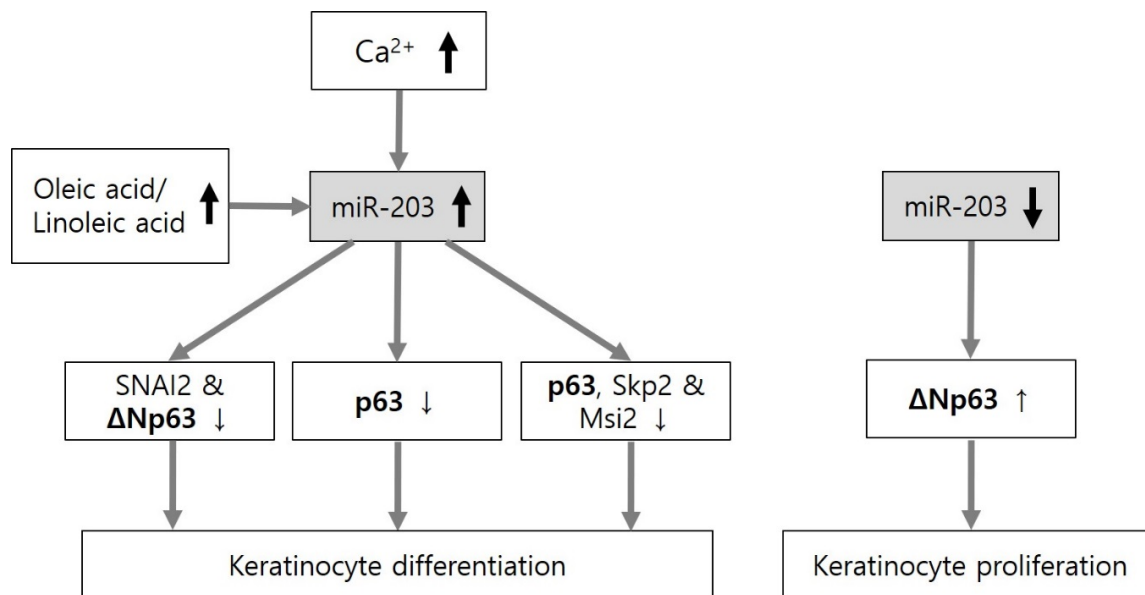 Ca²⁺ ↑
Oleic acid/
Linoleic acid ↑
miR-203 ↑
miR-203 ↓
SNAI2 &
ΔNp63 ↓
p63 ↓
p63, Skp2 &
Msi2 ↓
ΔNp63 ↑
Keratinocyte differentiation
Keratinocyte proliferation